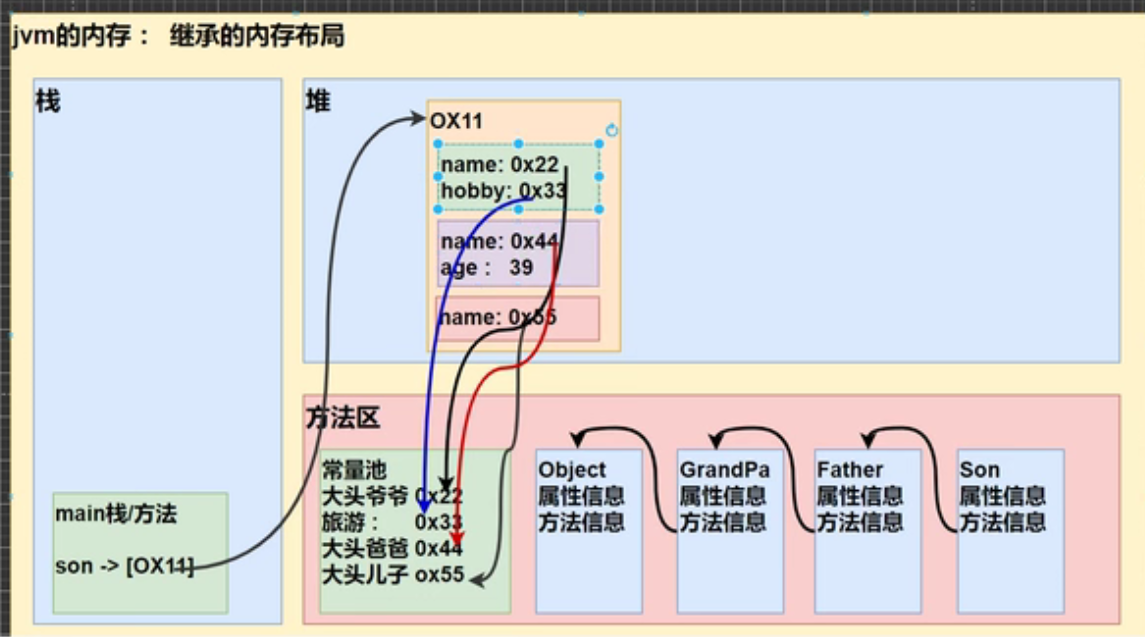 jvm的内存： 继承的内存布局
栈
main栈/方法
son -> [OX11]
堆
OX11
name: 0x22
hobby: 0x33
name: 0x44
age： 39
name: 0x55
方法区
常量池
大头爷爷 0x22
旅游： 0x33
大头爸爸 0x44
大头儿子 ox55
Object
属性信息
方法信息
GrandPa
属性信息
方法信息
Father
属性信息
方法信息
Son
属性信息
方法信息